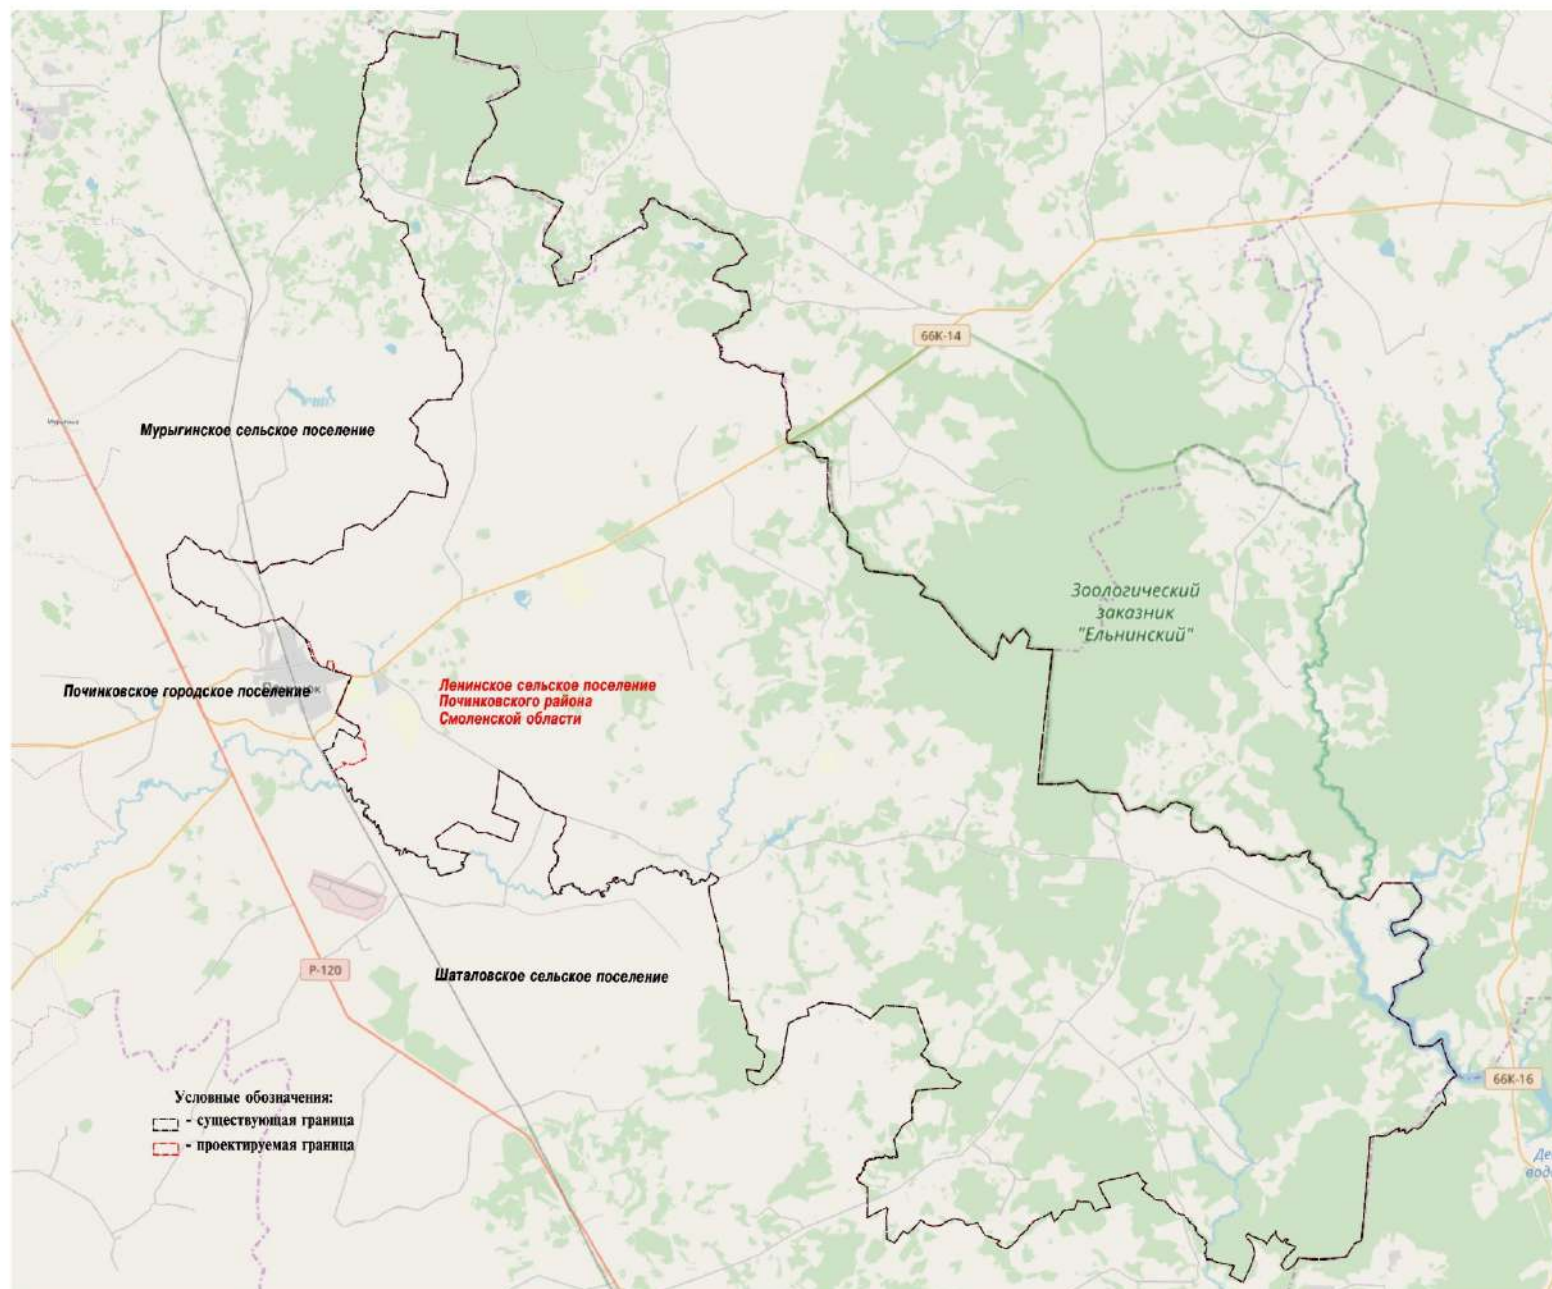 66К-14
Мурыгинское сельское поселение
Зоологический
заказник
"Ельнинский"
Починковское городское поселение
Ленинское сельское поселение
Починковского района
Смоленской области
Р-120
Шаталовское сельское поселение
66К-16
Условные обозначения:
- существующая граница
- проектируемая граница